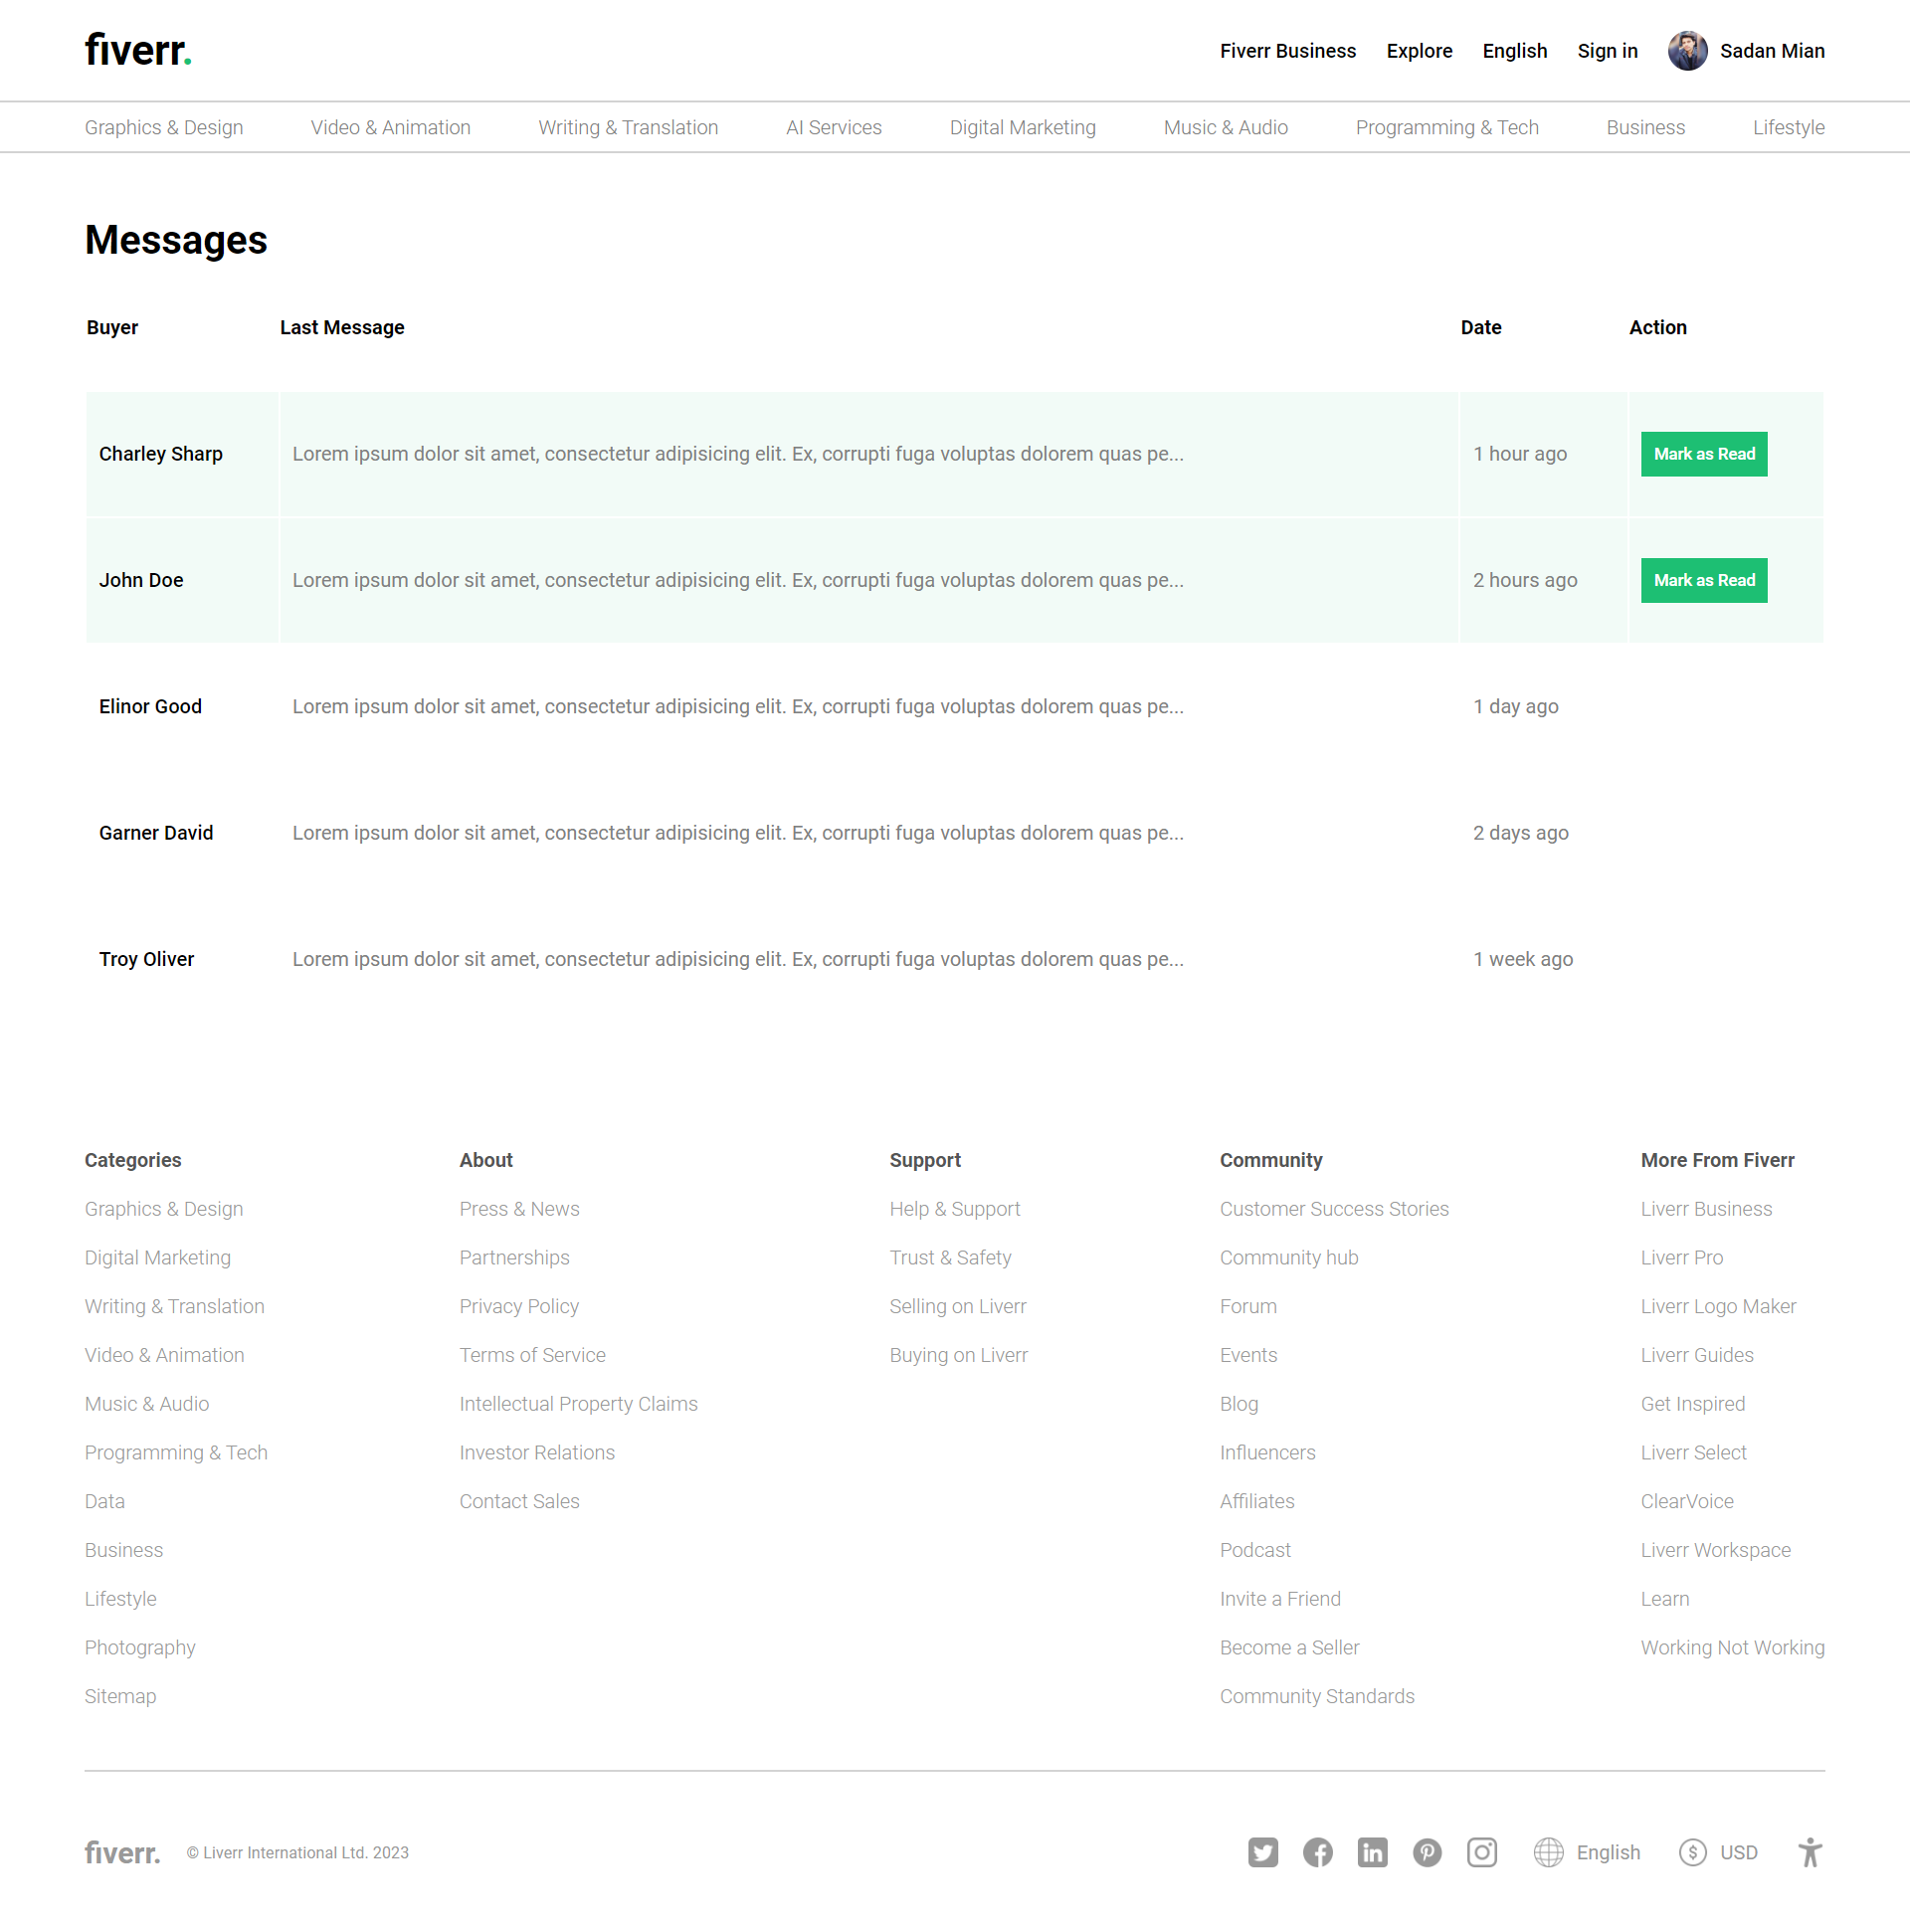 fiverr.
Fiverr Business Explore English Sign in Sadan Mian
Graphics & Design Video & Animation Writing & Translation AI Services Digital Marketing Music & Audio Programming & Tech Business Lifestyle
Messages
Buyer Last Message Date Action
Charley Sharp Lorem ipsum dolor sit amet, consectetur adipisicing elit. Ex, corrupti fuga voluptas dolorem quas pe... 1 hour ago Mark as Read
John Doe Lorem ipsum dolor sit amet, consectetur adipisicing elit. Ex, corrupti fuga voluptas dolorem quas pe... 2 hours ago Mark as Read
Elinor Good Lorem ipsum dolor sit amet, consectetur adipisicing elit. Ex, corrupti fuga voluptas dolorem quas pe... 1 day ago
Garner David Lorem ipsum dolor sit amet, consectetur adipisicing elit. Ex, corrupti fuga voluptas dolorem quas pe... 2 days ago
Troy Oliver Lorem ipsum dolor sit amet, consectetur adipisicing elit. Ex, corrupti fuga voluptas dolorem quas pe... 1 week ago
Categories
Graphics & Design
Digital Marketing
Writing & Translation
Video & Animation
Music & Audio
Programming & Tech
Data
Business
Lifestyle
Photography
Sitemap
About
Press & News
Partnerships
Privacy Policy
Terms of Service
Intellectual Property Claims
Investor Relations
Contact Sales
Support
Help & Support
Trust & Safety
Selling on Liverr
Buying on Liverr
Community
Customer Success Stories
Community hub
Forum
Events
Blog
Influencers
Affiliates
Podcast
Invite a Friend
Become a Seller
Community Standards
More From Fiverr
Liverr Business
Liverr Pro
Liverr Logo Maker
Liverr Guides
Get Inspired
Liverr Select
ClearVoice
Liverr Workspace
Learn
Working Not Working
fiverr. © Liverr International Ltd. 2023 English USD